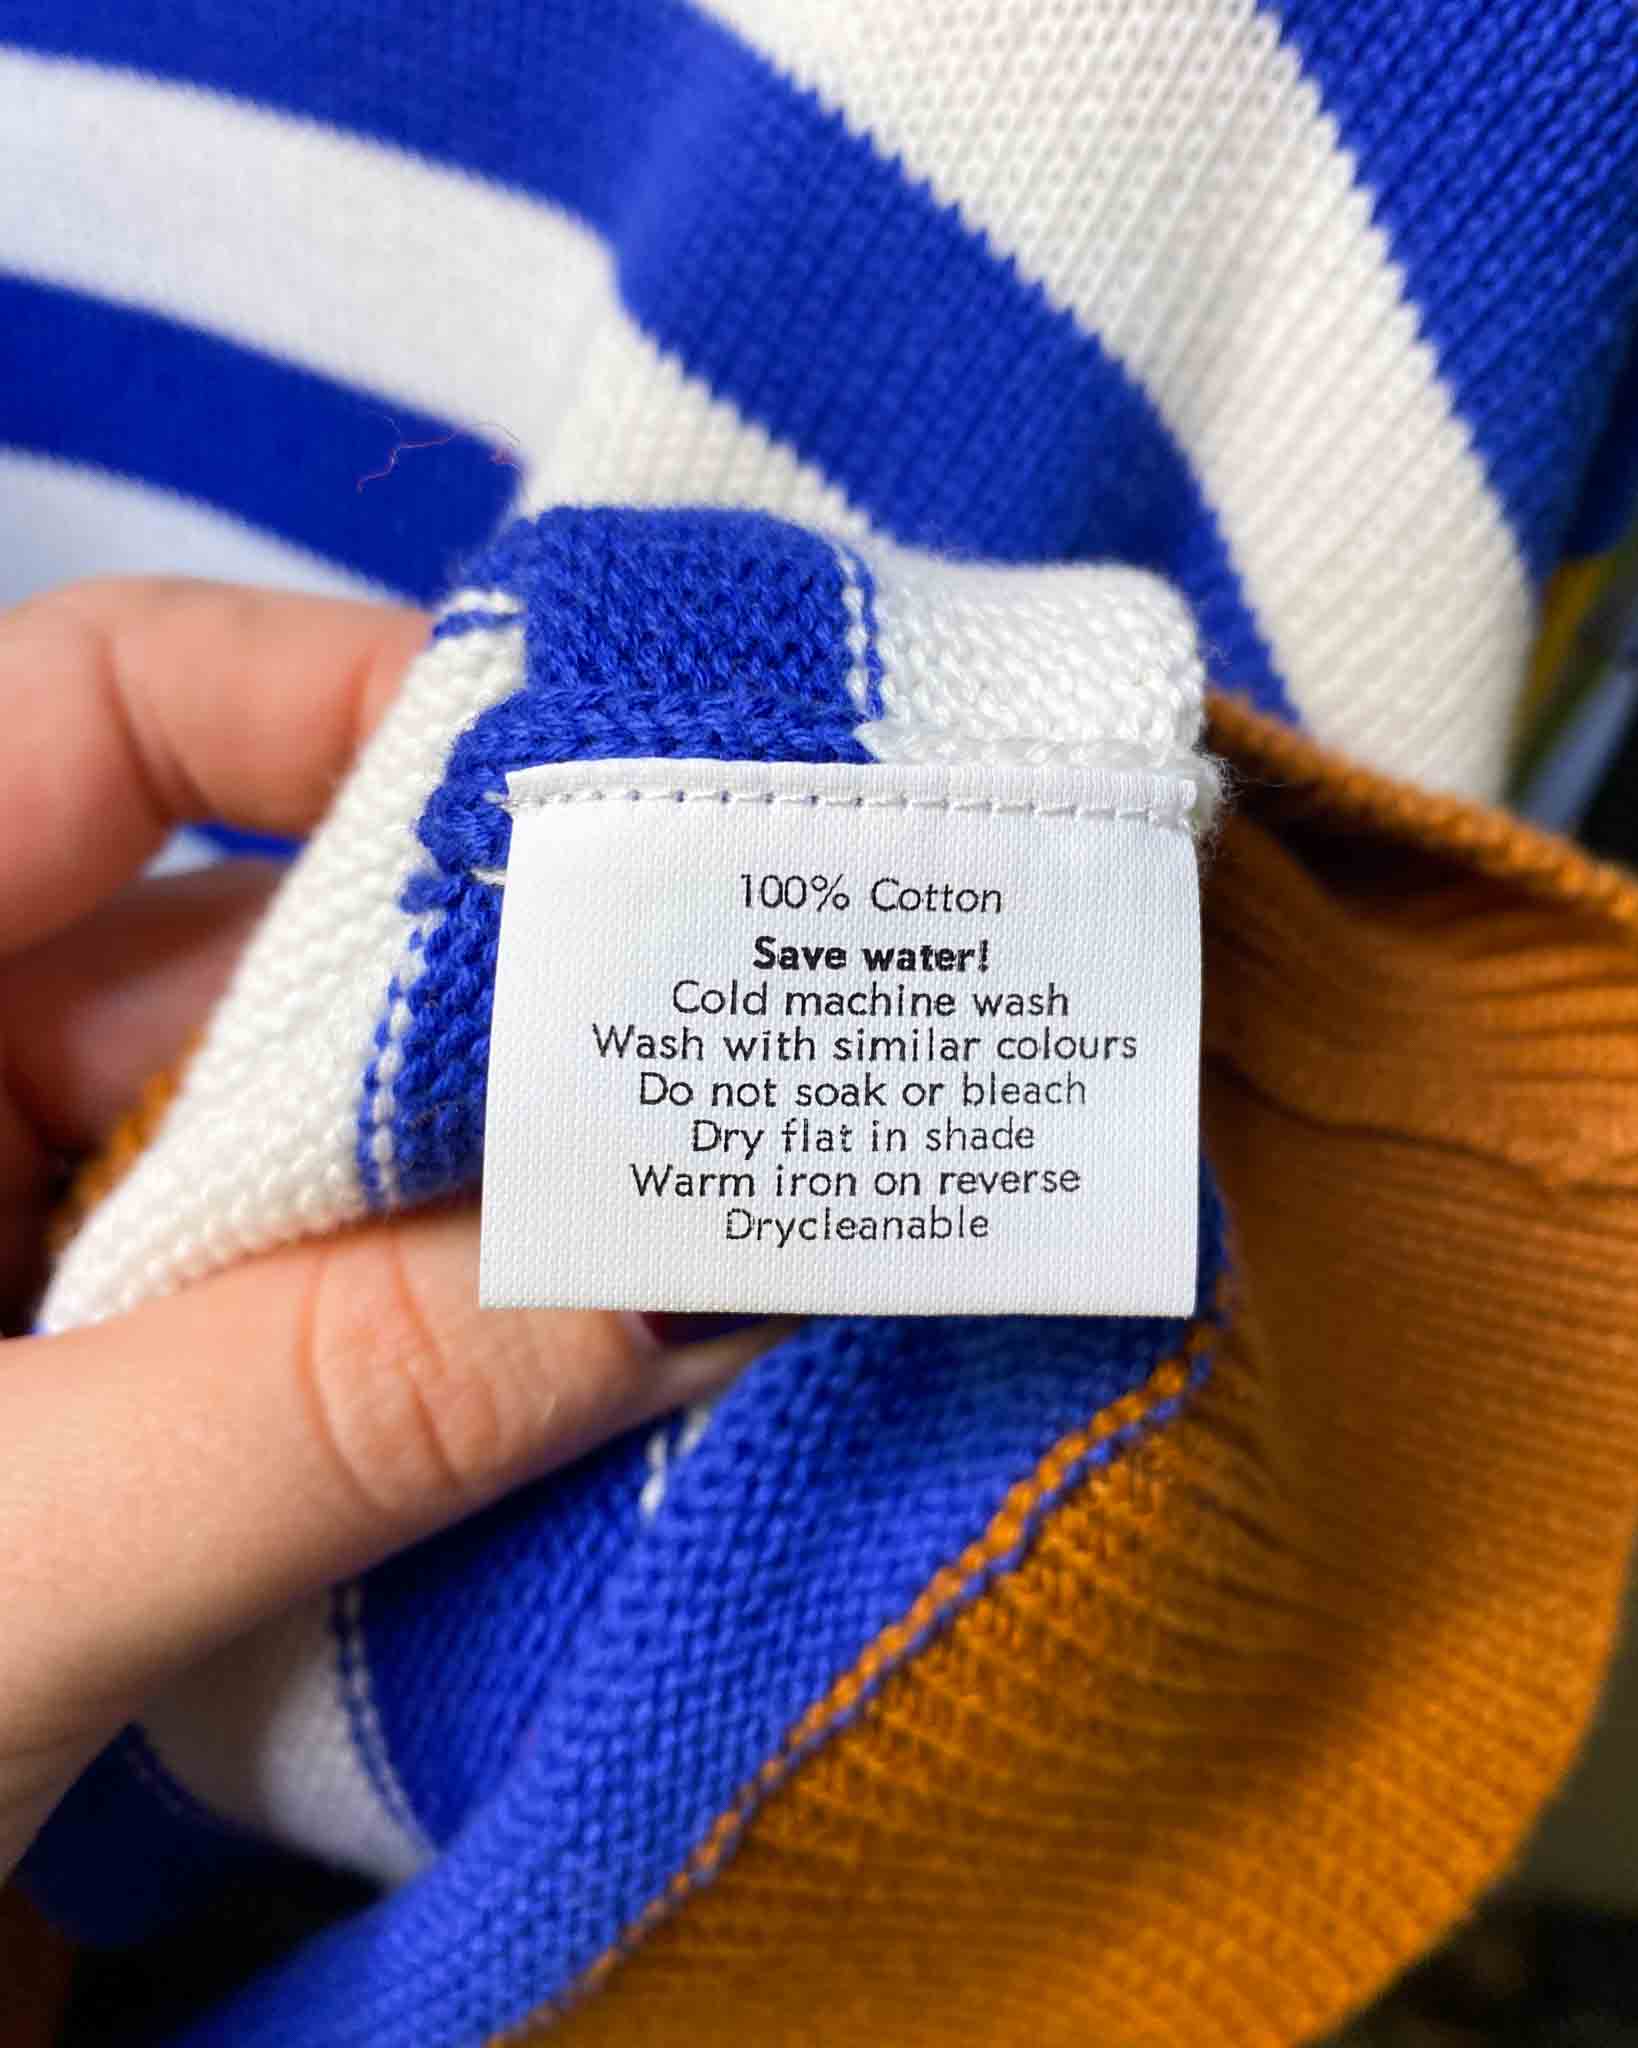 100% Cotton
Save water!
Cold machine wash
Wash with similar colours
Do not soak or bleach
Dry flat in shade
Warm iron on reverse
Drycleanable